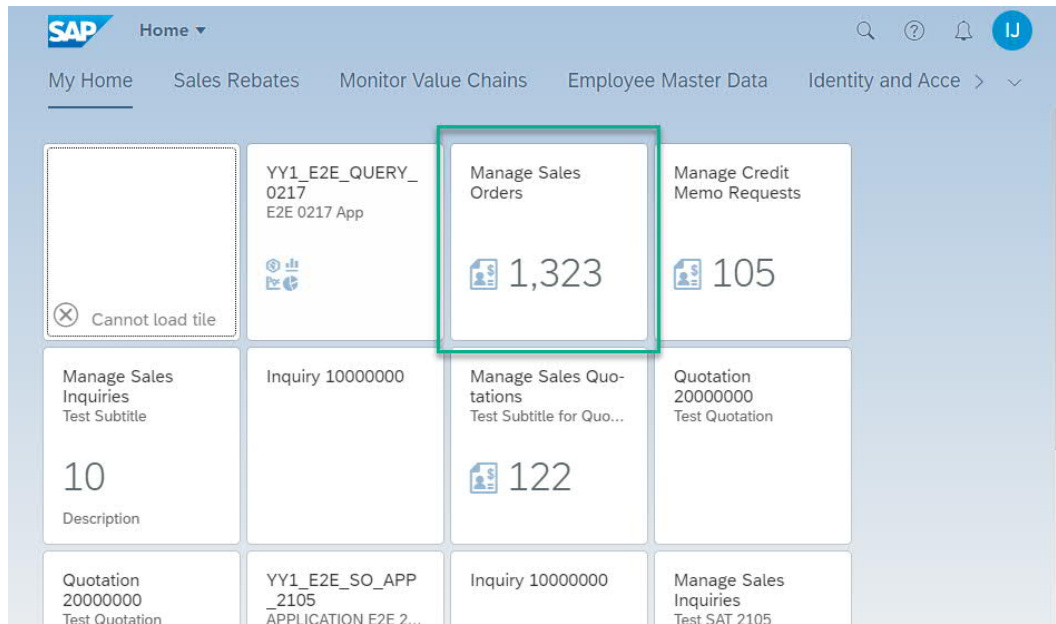 SAP Home
IJ
My Home Sales Rebates Monitor Value Chains Employee Master Data Identity and Acce
Cannot load tile
YY1_E2E_QUERY_
0217
E2E 0217 App
Manage Sales
Orders
1,323
Manage Credit
Memo Requests
105
Manage Sales
Inquiries
Test Subtitle
10
Description
Inquiry 10000000
Manage Sales Quo-
tations
Test Subtitle for Quo...
122
Quotation
20000000
Test Quotation
Quotation
20000000
Test Quotation
YY1_E2E_SO_APP
_2105
APPLICATION E2E 2...
Inquiry 10000000
Manage Sales
Inquiries
Test SAT 2105